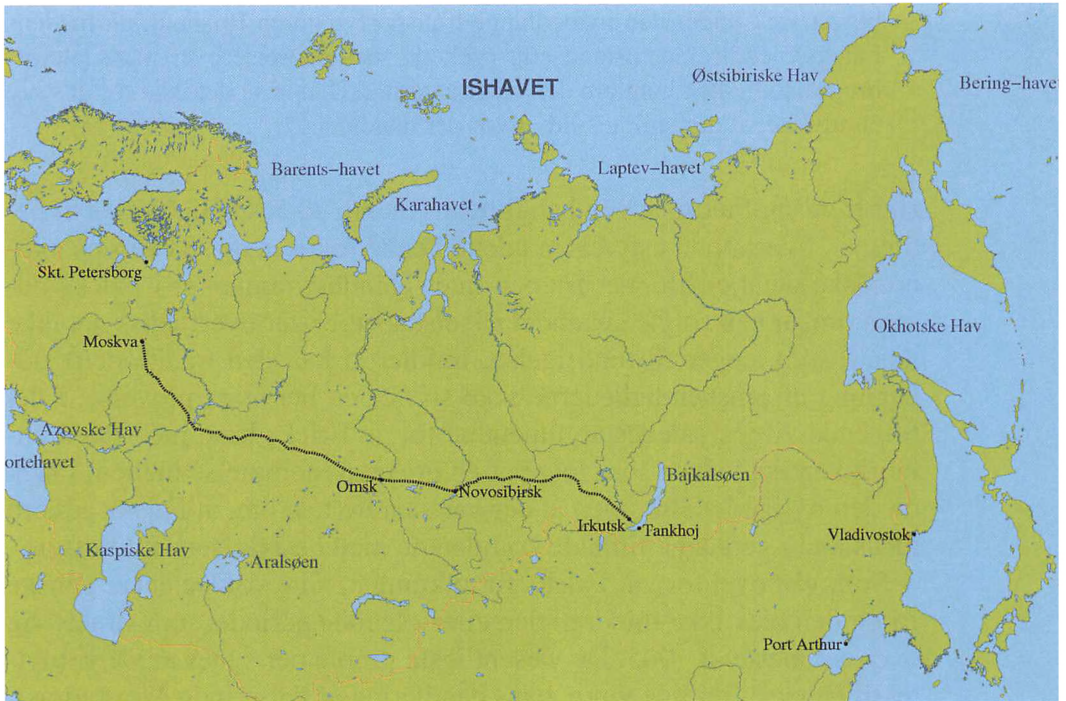 ISHAVET
Østsibiriske Hav
Bering-have
Barents-havet
Laptev-havet
Karahavet
Skt. Petersborg
Okhotske Hav
Moskva
Azovske Hav
ortehavet
Omsk
Novosibirsk
Bajkalsøen
Irkutsk
Tankhoj
Vladivostok
Kaspiske Hav
Aralsøen
Port Arthur